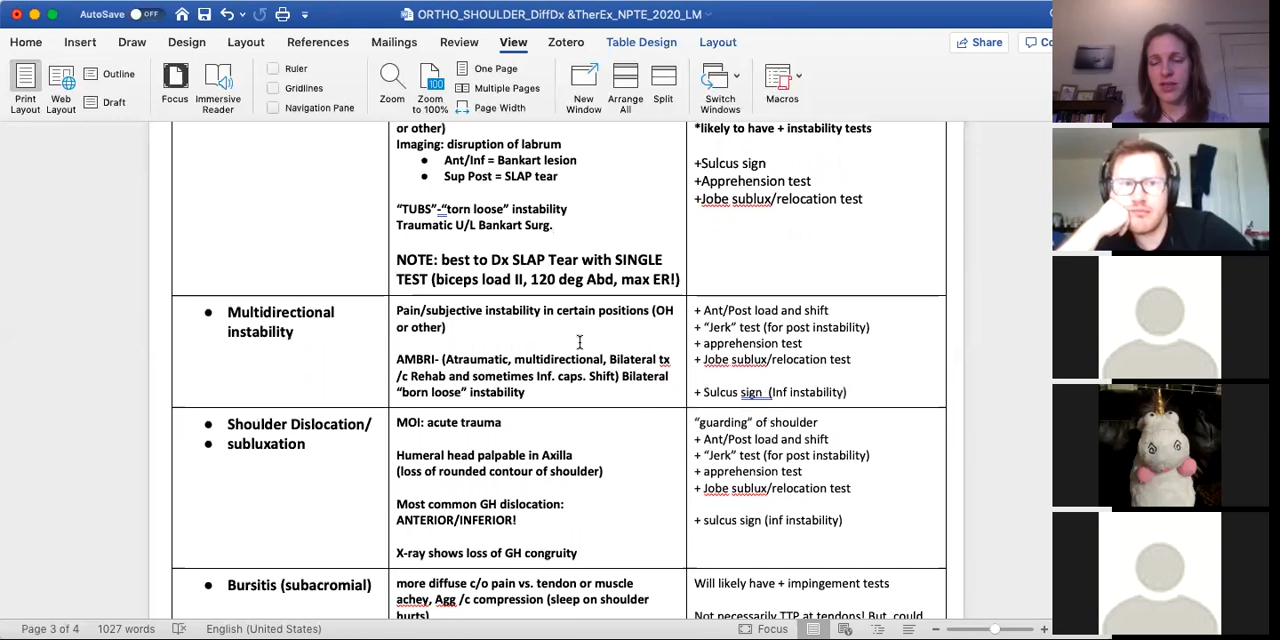 AutoSave OFF
ORTHO_SHOULDER_DiffDx &TherEx_NPTE_2020_LM
Home Insert Draw Design Layout References Mailings Review View Zotero Table Design Layout
Share
Co
Print Layout
Web Layout
Outline
Draft
Focus
Immersive Reader
Ruler
Gridlines
Navigation Pane
Zoom
100
Zoom to 100%
One Page
Multiple Pages
Page Width
New Window
Arrange All
Split
Switch Windows
Macros
or other)
Imaging: disruption of labrum
● Ant/Inf = Bankart lesion
● Sup Post = SLAP tear
“TUBS”-“torn loose” instability
Traumatic U/L Bankart Surg.
NOTE: best to Dx SLAP Tear with SINGLE
TEST (biceps load II, 120 deg Abd, max ER!)
*likely to have + instability tests
+Sulcus sign
+Apprehension test
+Jobe sublux/relocation test
● Multidirectional
instability
Pain/subjective instability in certain positions (OH
or other)
AMBRI- (Atraumatic, multidirectional, Bilateral tx
/c Rehab and sometimes Inf. caps. Shift) Bilateral
“born loose” instability
+ Ant/Post load and shift
+ “Jerk” test (for post instability)
+ apprehension test
+ Jobe sublux/relocation test
+ Sulcus sign (Inf instability)
● Shoulder Dislocation/
● subluxation
MOI: acute trauma
Humeral head palpable in Axilla
(loss of rounded contour of shoulder)
Most common GH dislocation:
ANTERIOR/INFERIOR!
X-ray shows loss of GH congruity
“guarding” of shoulder
+ Ant/Post load and shift
+ “Jerk” test (for post instability)
+ apprehension test
+ Jobe sublux/relocation test
+ sulcus sign (inf instability)
● Bursitis (subacromial)
more diffuse c/o pain vs. tendon or muscle
achey, Agg /c compression (sleep on shoulder
hurts)
Will likely have + impingement tests
Not necessarily TTP at tendons! But, could
Page 3 of 4 1027 words English (United States) Focus